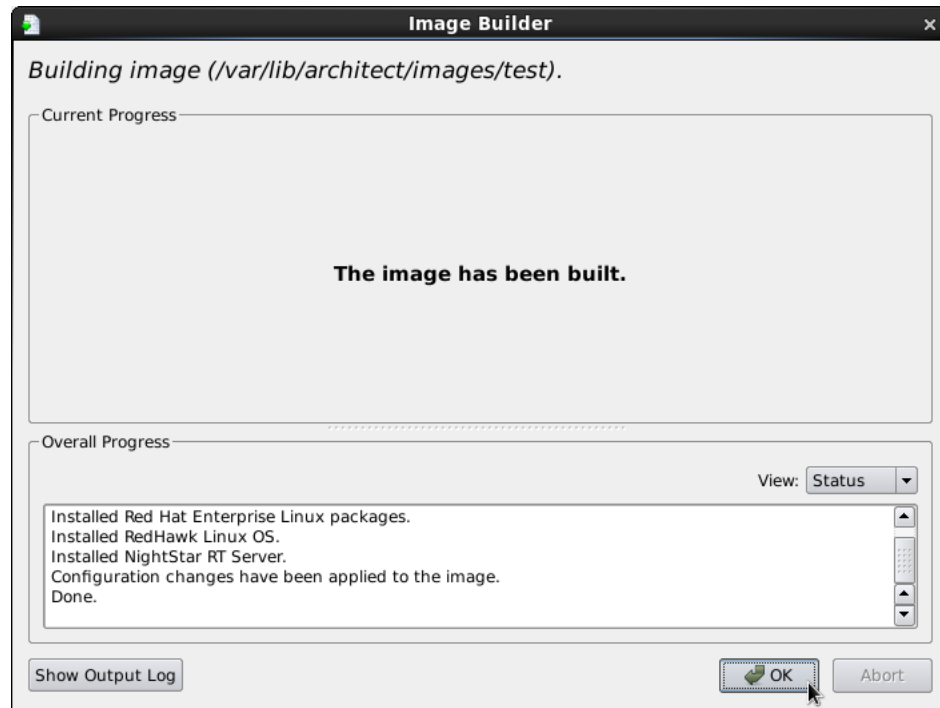 Image Builder
Building image (/var/lib/architect/images/test).
Current Progress
The image has been built.
Overall Progress
View: Status
Installed Red Hat Enterprise Linux packages.
Installed RedHawk Linux OS.
Installed NightStar RT Server.
Configuration changes have been applied to the image.
Done.
Show Output Log
OK
Abort